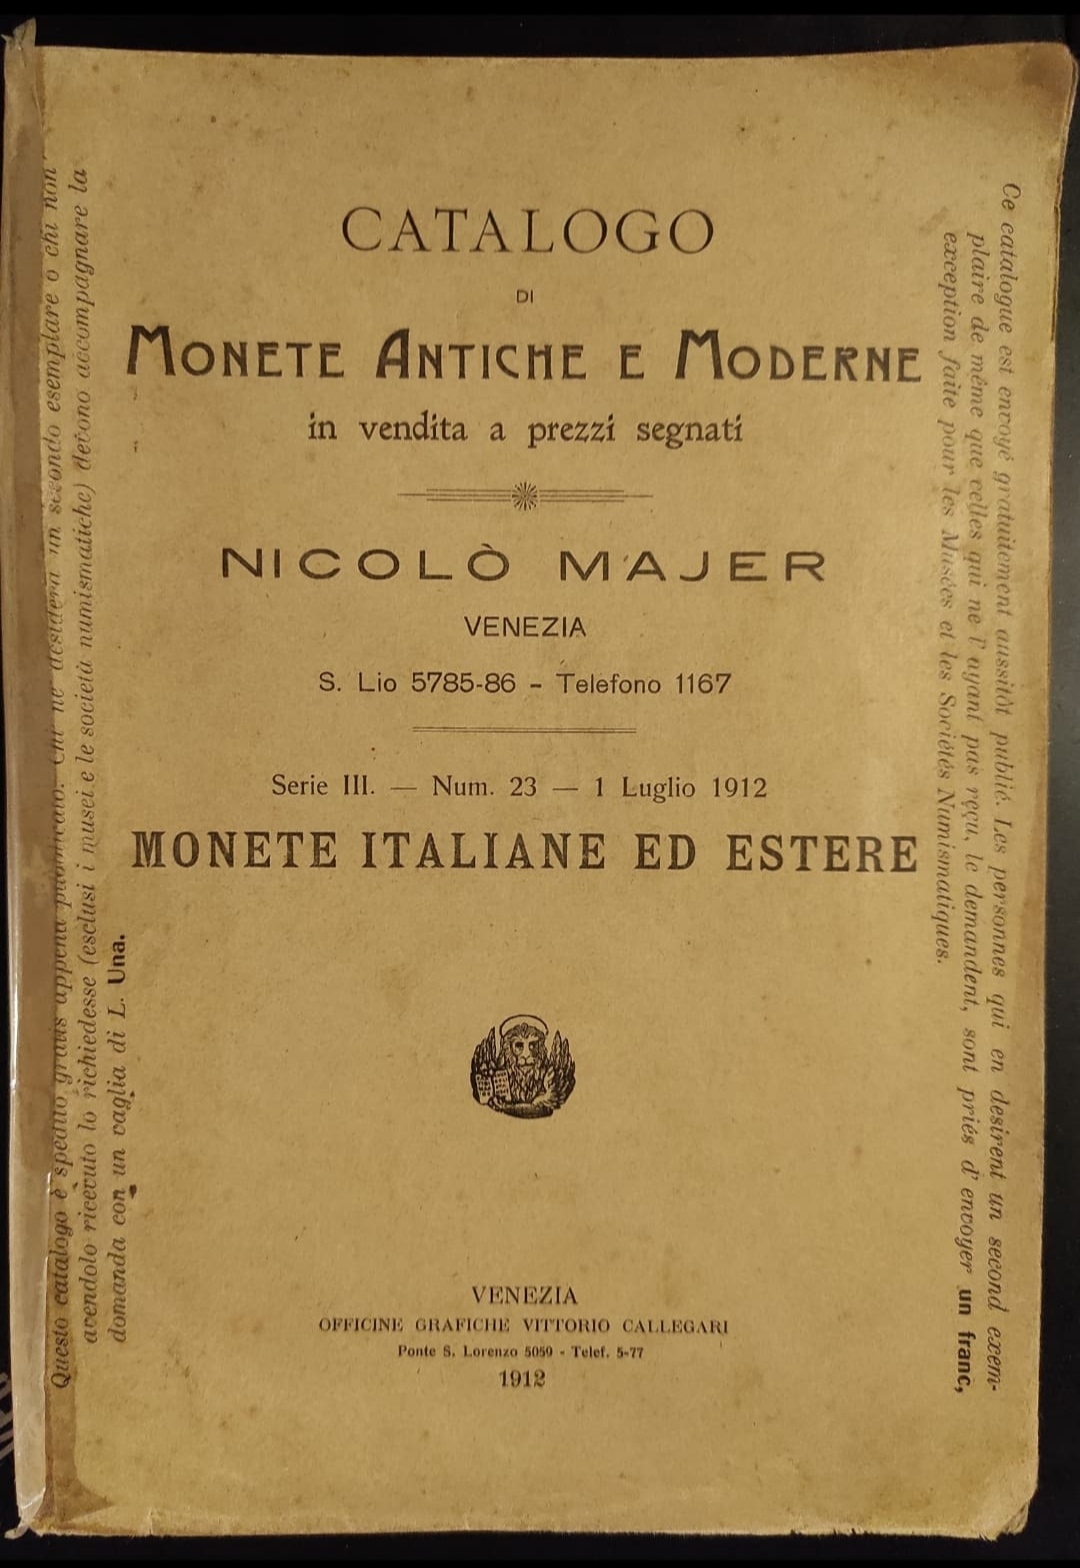 CATALOGO
DI
MONETE ANTICHE E MODERNE
in vendita a prezzi segnati
NICOLÒ MAJER
VENEZIA
S. Lio 5785-86 - Telefono 1167
Serie III. — Num. 23 — 1 Luglio 1912
MONETE ITALIANE ED ESTERE
VENEZIA
OFFICINE GRAFICHE VITTORIO CALLEGARI
Ponte S. Lorenzo 5050 - Telef. 5-77
1912
Questo catalogo è spedito gratis appena pubblicato. Chi ne desidera un secondo esemplare o chi non
avendolo ricevuto lo richiedesse (esclusi i musei e le società numismatiche) devono accompagnare la
domanda con un vaglia di L. Una.
Ce catalogue est envoyé gratuitement aussitôt publié. Les personnes qui en desirent un second exem-
plaire de même que celles qui ne l'ayant pas reçu, le demandent, sont priés d'envoyer un franc,
exception faite pour les Musées et les Sociétés Numismatiques.